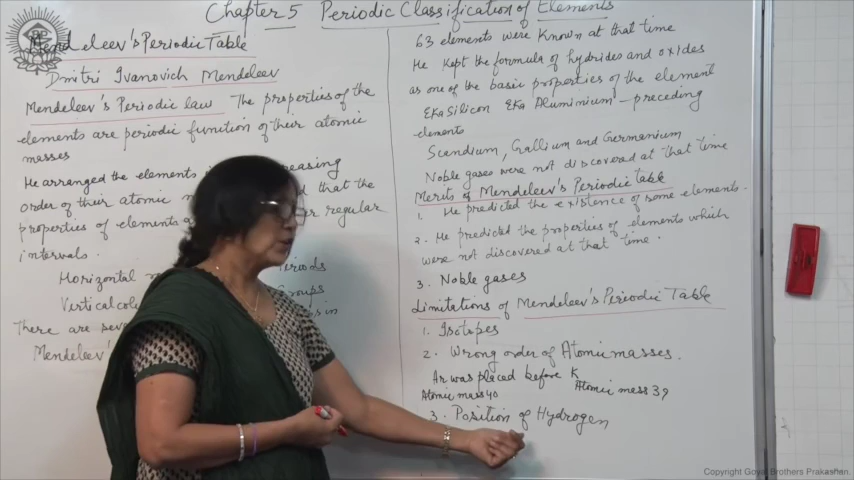 Chapter 5 Periodic Classification of Elements
Mendeleev's Periodic Table
Dmitri Ivanovich Mendeleev
Mendeleev's Periodic law The properties of the
elements are periodic funition of their atomic
masses
He arranged the elements
order of their atomic that the
properties of elements regular
intervals.
Horizontal Periods
Vertical Groups
There are in
Mendeleev's
63 elements were known at that time
He kept the formula of hydrides and oxides
as one of the basic properties of the element
Eka Silicon Eka Aluminium - preceding
elements
Scandium, Gallium and Germanium
Noble gases were not discovered at that time
Merits of Mendeleev's Periodic Table
1. He predicted the existence of some elements.
2. He predicted the properties of elements which
were not discovered at that time.
3. Noble gases
Limitations of Mendeleev's Periodic Table
1. Isotopes
2. Wrong order of Atomic masses.
Ar was placed before K
Atomic mass 40 Atomic mess 39
3. Position of Hydrogen
Copyright Goyal Brothers Prakashan.